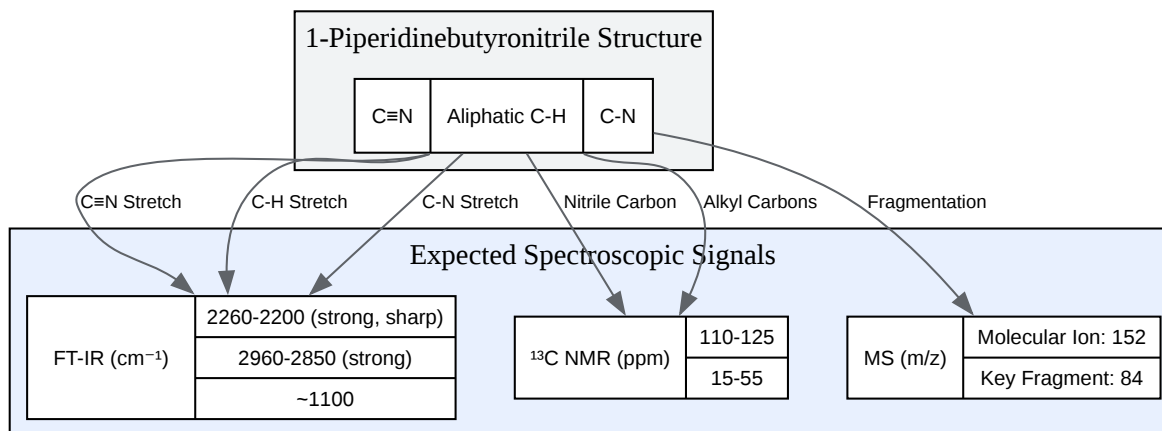 1-Piperidinebutyronitrile Structure
C≡N
Aliphatic C-H
C-N
C≡N Stretch
C-H Stretch
C-N Stretch
Nitrile Carbon
Alkyl Carbons
Fragmentation
Expected Spectroscopic Signals
FT-IR (cm⁻¹)
2260-2200 (strong, sharp)
2960-2850 (strong)
~1100
¹³C NMR (ppm)
110-125
15-55
MS (m/z)
Molecular Ion: 152
Key Fragment: 84